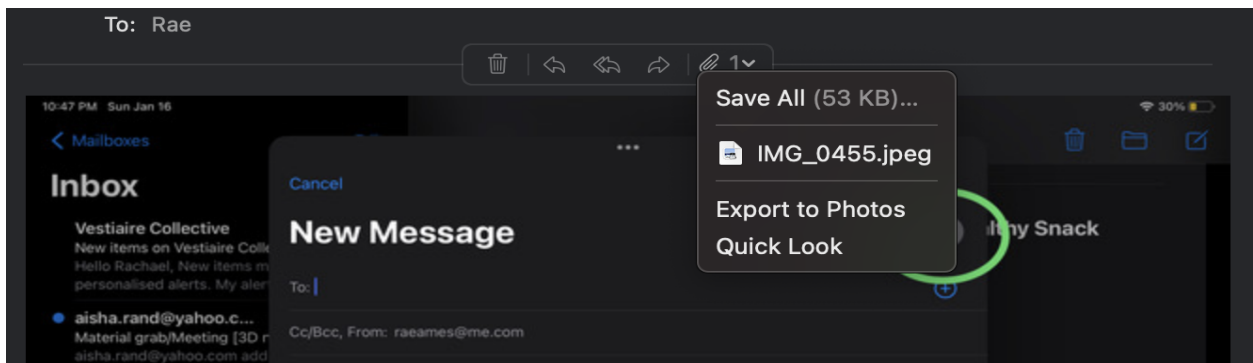 To: Rae
1
Save All (53 KB)...
IMG_0455.jpeg
Export to Photos
Quick Look
10:47 PM Sun Jan 16
30%
Mailboxes
Inbox
Cancel
New Message
To:
Cc/Bcc, From: raeames@me.com
Vestiaire Collective
New items on Vestiaire Colle
Hello Rachael, New items m
personalised alerts. My aler
aisha.rand@yahoo.c...
Material grab/Meeting [3D
aisha.rand@yahoo.com add
lthy Snack